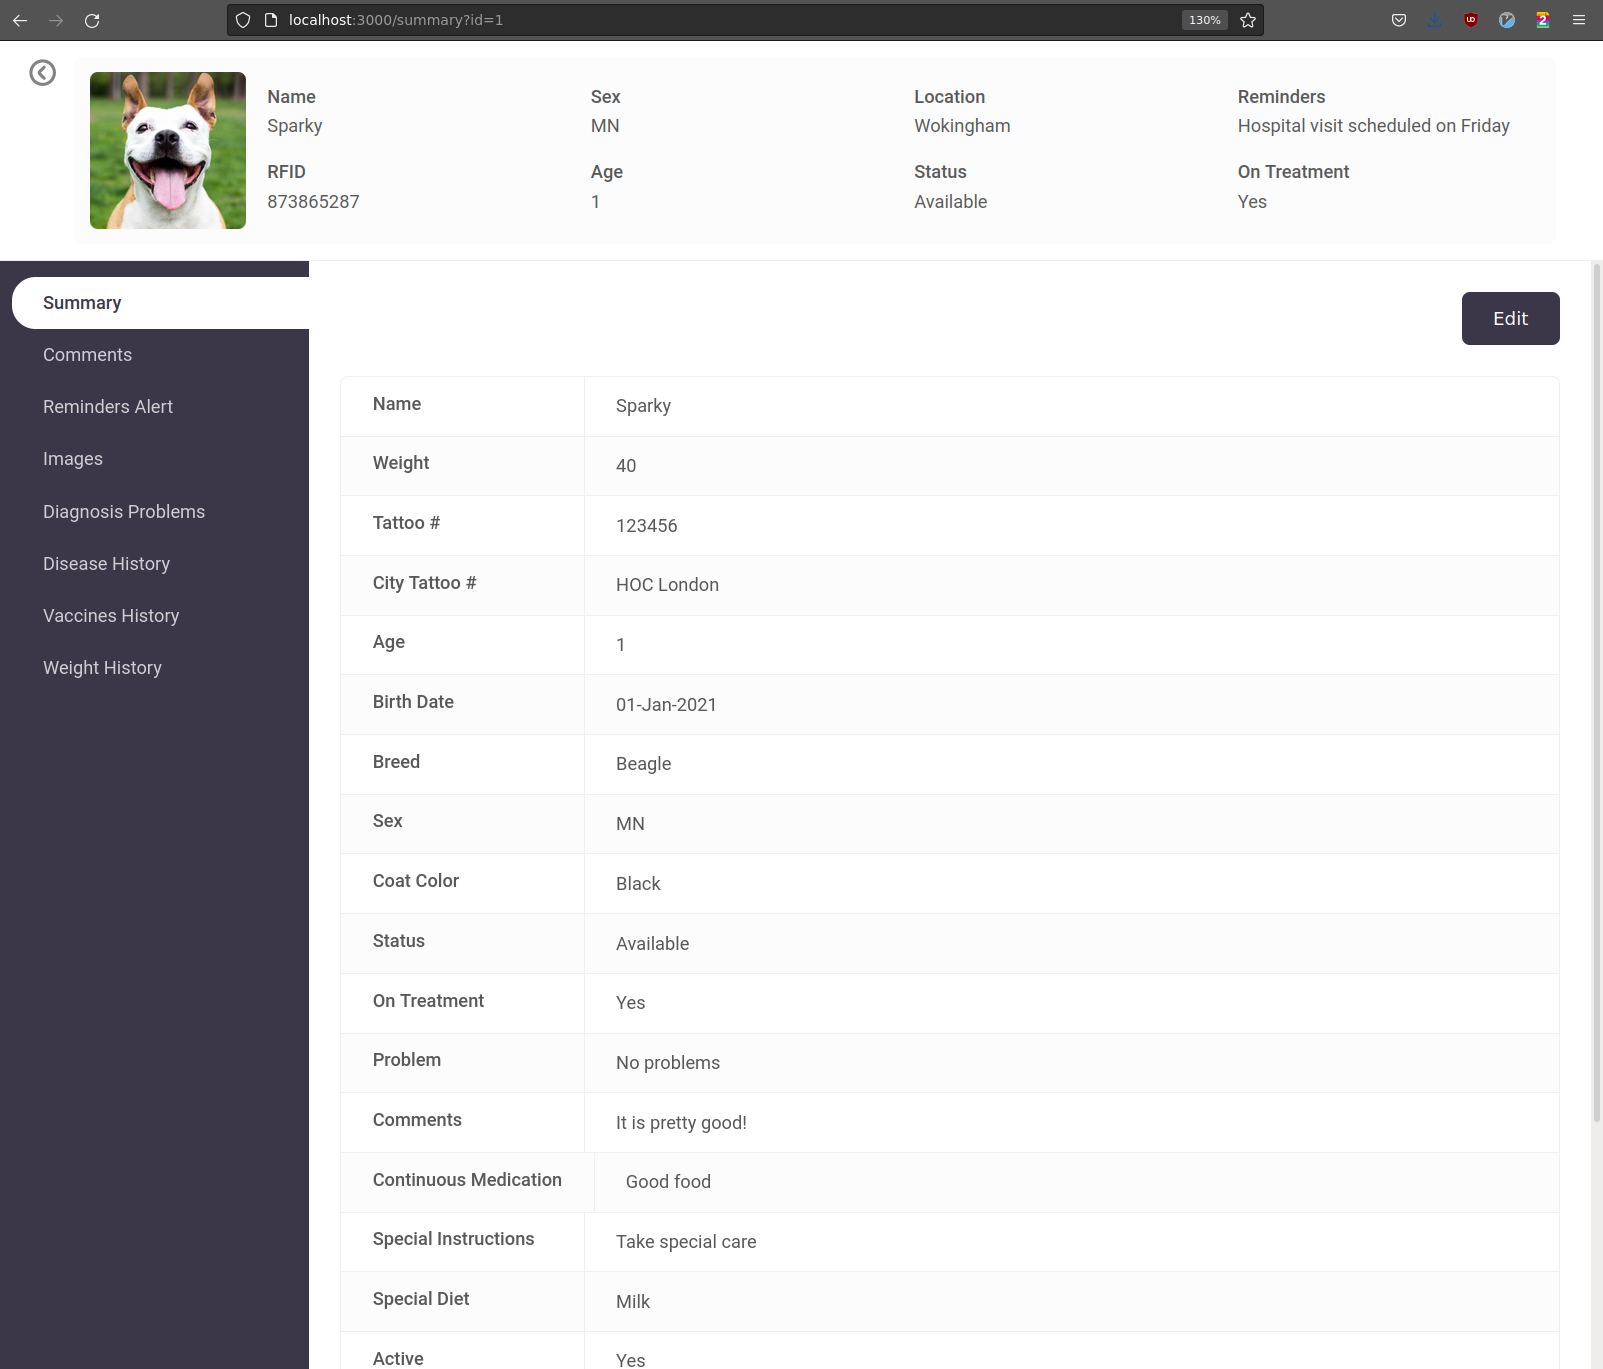 localhost:3000/summary?id=1
130%
Name
Sparky
Sex
MN
Location
Wokingham
Reminders
Hospital visit scheduled on Friday
RFID
873865287
Age
1
Status
Available
On Treatment
Yes
Summary
Comments
Reminders Alert
Images
Diagnosis Problems
Disease History
Vaccines History
Weight History
Edit
Name Sparky
Weight 40
Tattoo # 123456
City Tattoo # HOC London
Age 1
Birth Date 01-Jan-2021
Breed Beagle
Sex MN
Coat Color Black
Status Available
On Treatment Yes
Problem No problems
Comments It is pretty good!
Continuous Medication Good food
Special Instructions Take special care
Special Diet Milk
Active Yes